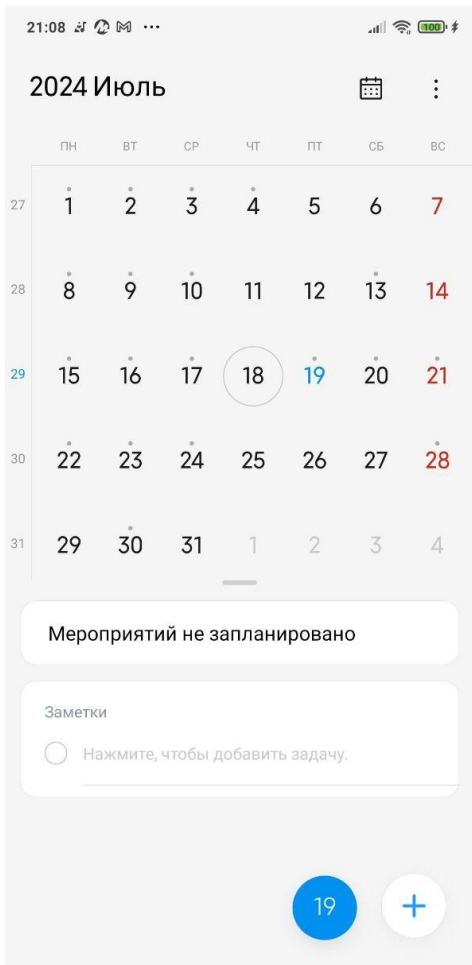 21:08 100
2024 Июль
ПН ВТ СР ЧТ ПТ СБ ВС
27 1 2 3 4 5 6 7
28 8 9 10 11 12 13 14
29 15 16 17 18 19 20 21
30 22 23 24 25 26 27 28
31 29 30 31 1 2 3 4
Мероприятий не запланировано
Заметки
Нажмите, чтобы добавить задачу.
19